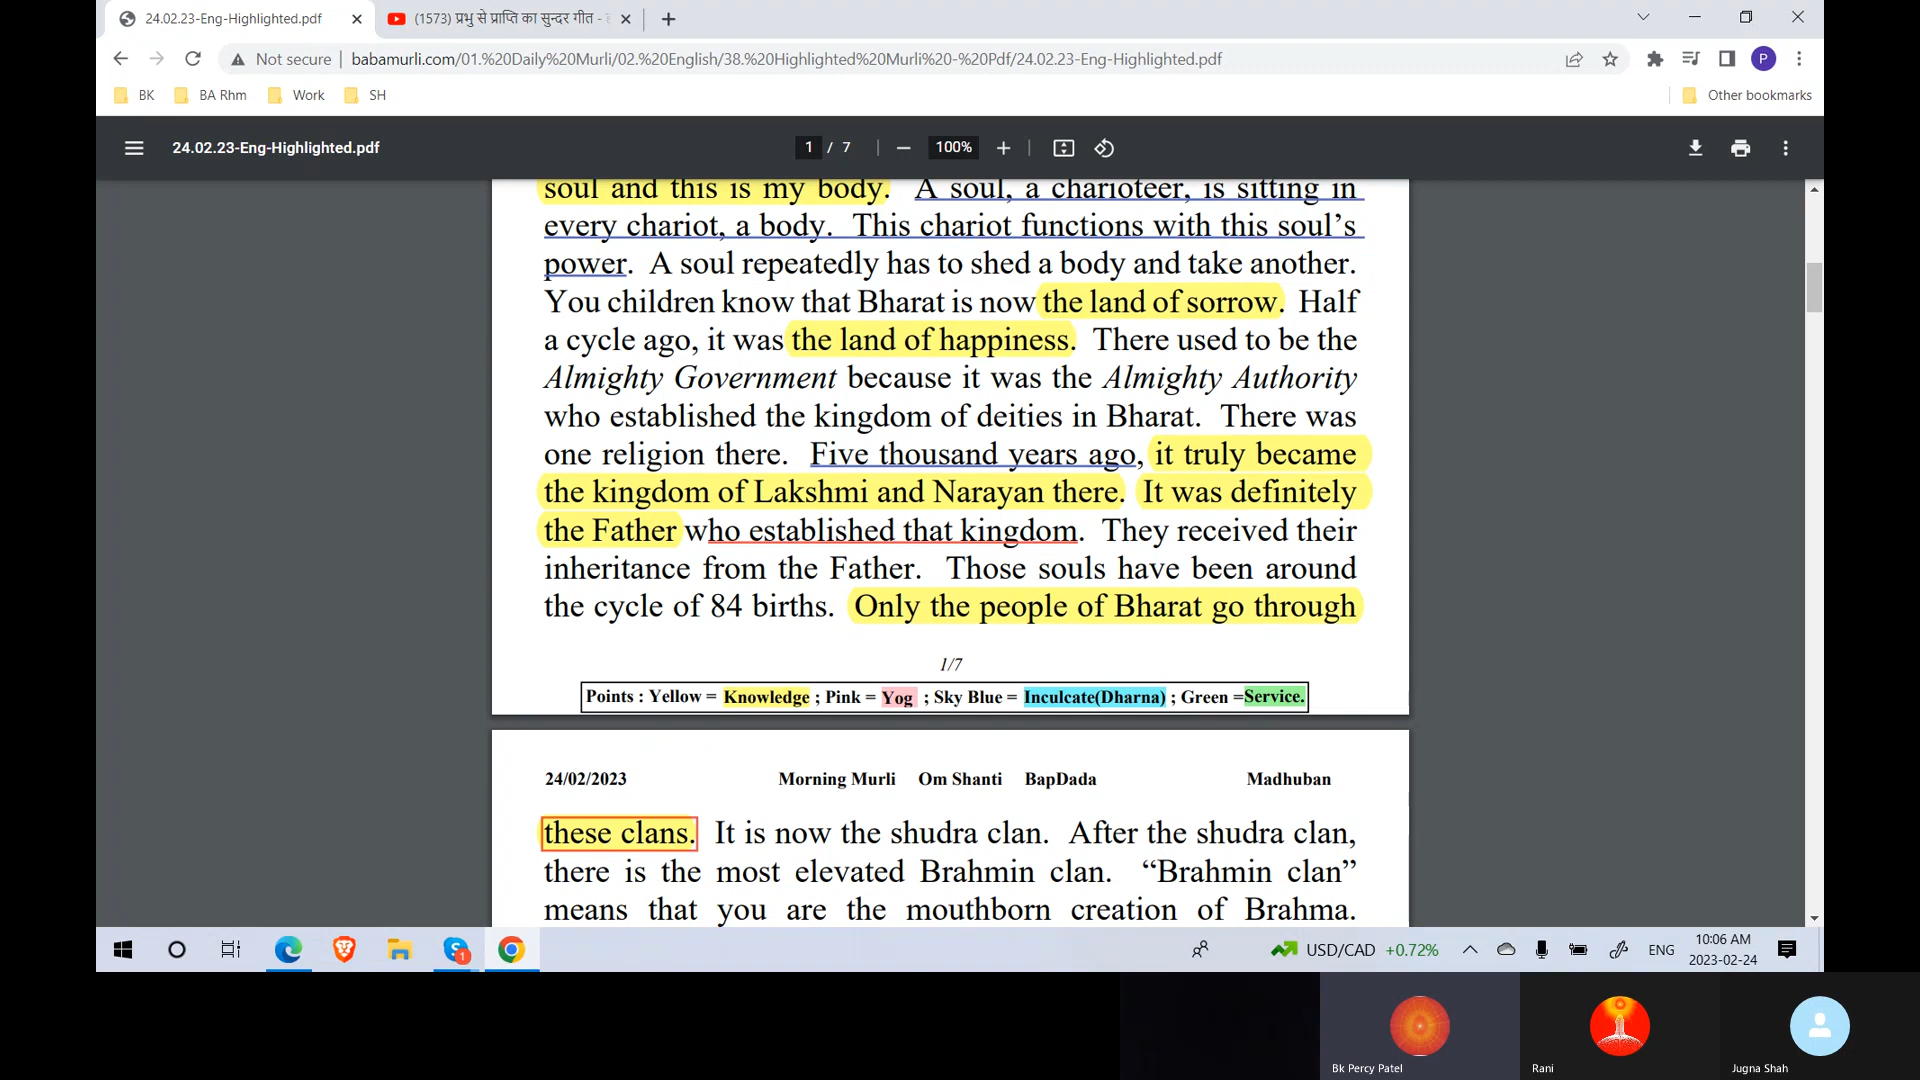 24.02.23-Eng-Highlighted.pdf
(1573) प्रभु से प्राप्ति का सुन्दर गीत -
Not secure
babamurli.com/01.%20Daily%20Murli/02.%20English/38.%20Highlighted%20Murli%20-%20Pdf/24.02.23-Eng-Highlighted.pdf
P
BK BA Rhm Work SH Other bookmarks
24.02.23-Eng-Highlighted.pdf 1 / 7 100%
soul and this is my body. A soul, a charioteer, is sitting in
every chariot, a body. This chariot functions with this soul’s
power. A soul repeatedly has to shed a body and take another.
You children know that Bharat is now the land of sorrow. Half
a cycle ago, it was the land of happiness. There used to be the
Almighty Government because it was the Almighty Authority
who established the kingdom of deities in Bharat. There was
one religion there. Five thousand years ago, it truly became
the kingdom of Lakshmi and Narayan there. It was definitely
the Father who established that kingdom. They received their
inheritance from the Father. Those souls have been around
the cycle of 84 births. Only the people of Bharat go through
1/7
Points : Yellow = Knowledge ; Pink = Yog ; Sky Blue = Inculcate(Dharna) ; Green =Service.
24/02/2023 Morning Murli Om Shanti BapDada Madhuban
these clans. It is now the shudra clan. After the shudra clan,
there is the most elevated Brahmin clan. “Brahmin clan”
means that you are the mouthborn creation of Brahma.
1
USD/CAD +0.72%
ENG
10:06 AM
2023-02-24
Bk Percy Patel
Rani
Jugna Shah